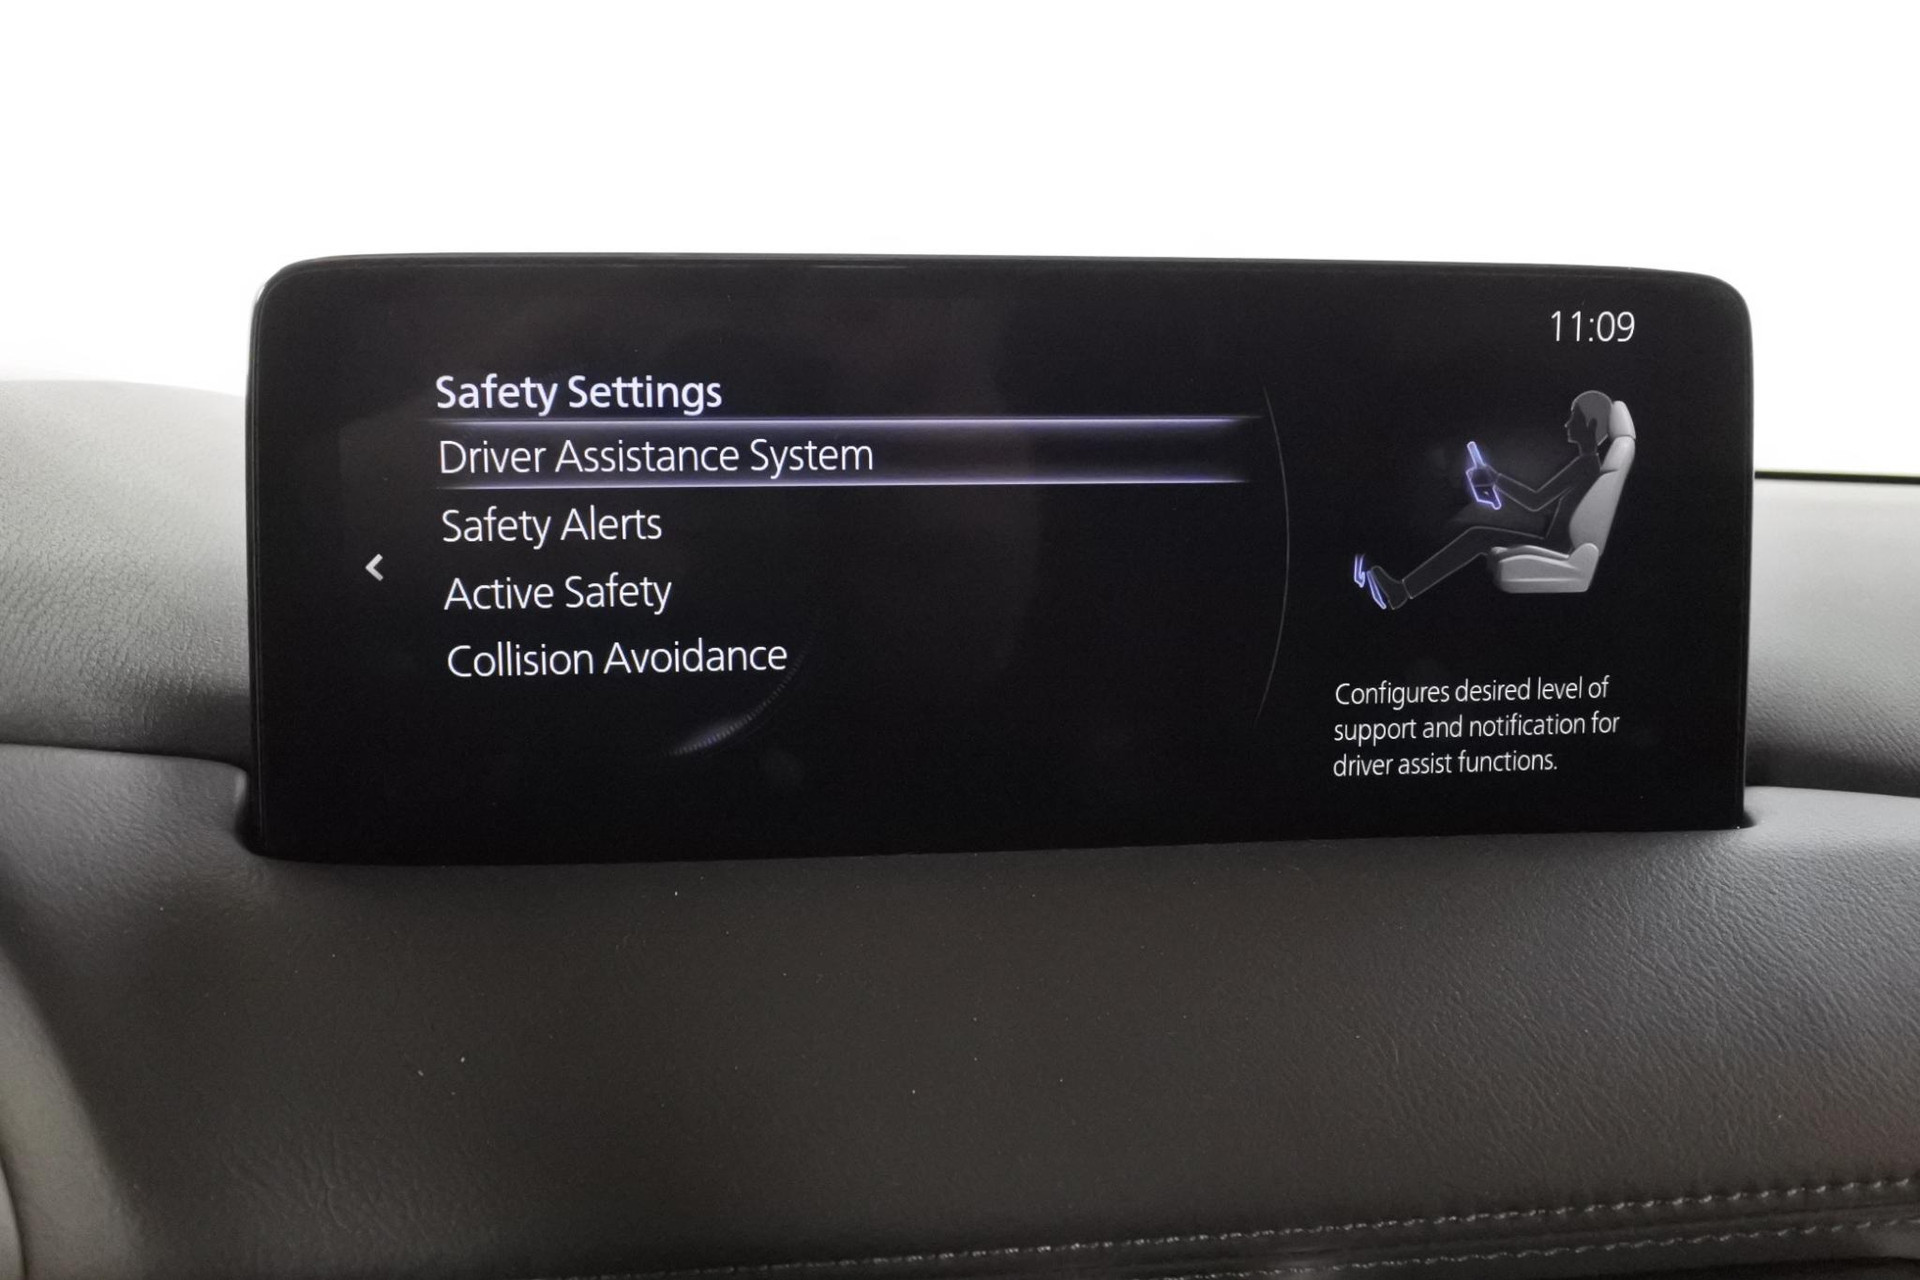 11:09
Safety Settings
Driver Assistance System
Safety Alerts
Active Safety
Collision Avoidance
Configures desired level of
support and notification for
driver assist functions.